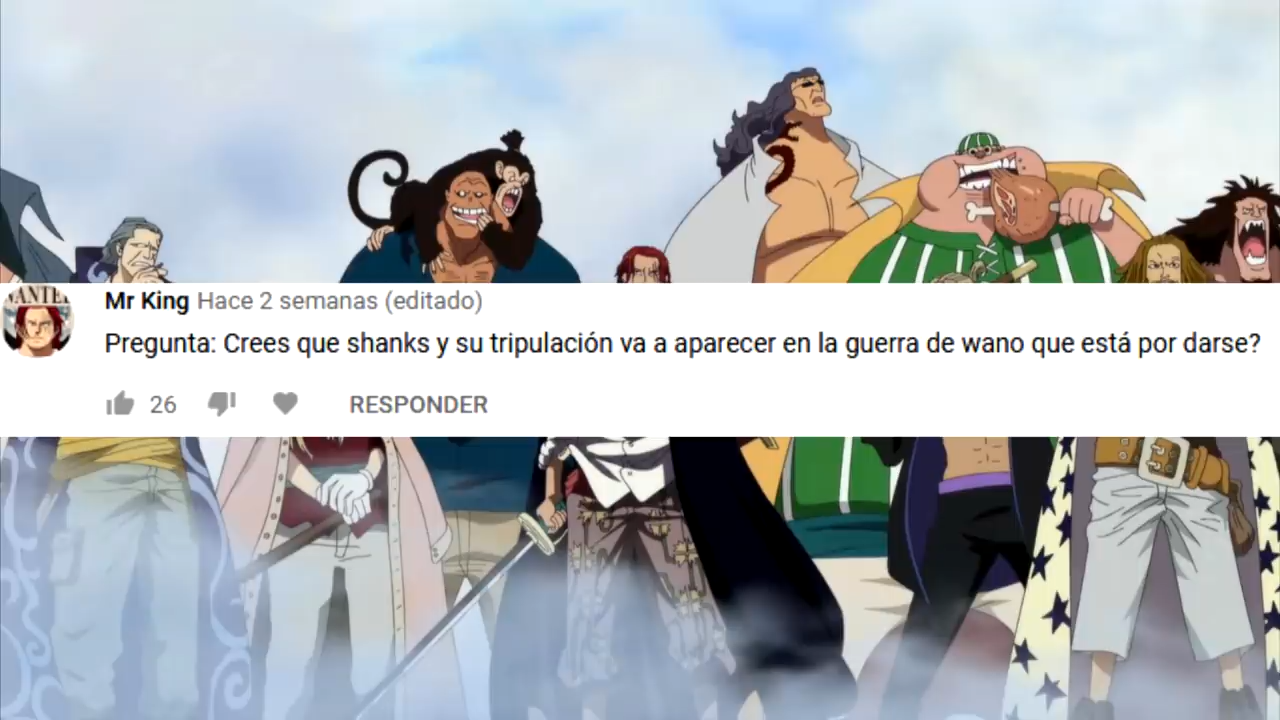 WANTED
Mr King Hace 2 semanas (editado)
Pregunta: Crees que shanks y su tripulación va a aparecer en la guerra de wano que está por darse?
26
RESPONDER